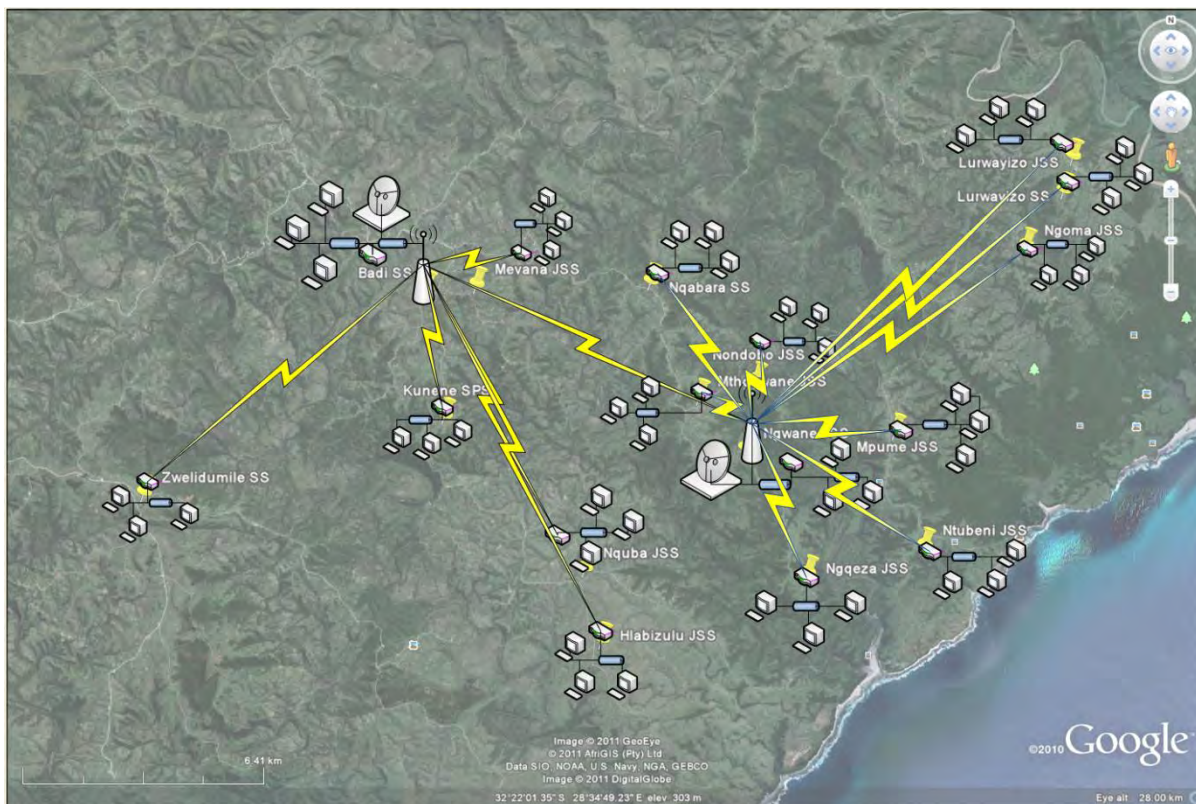 N
Lurwayizo JSS
Lurwayizo SS
Ngoma JSS
Badi SS
Mevana JSS
Nqabara SS
Nondobo JSS
JSS
Kunene SPS
Mpume JSS
Zwelidumile SS
Nquba JSS
Ntubeni JSS
Ngqeza JSS
Hlabizulu JSS
6.41 km
Image © 2011 GeoEye
© 2011 AfriGIS (Pty) Ltd
Data SIO, NOAA, U.S. Navy, NGA, GEBCO
Image © 2011 DigitalGlobe
©2010 Google
32°22'01.35" S 28°34'49.23" E elev 303 m
Eye alt 28.00 km